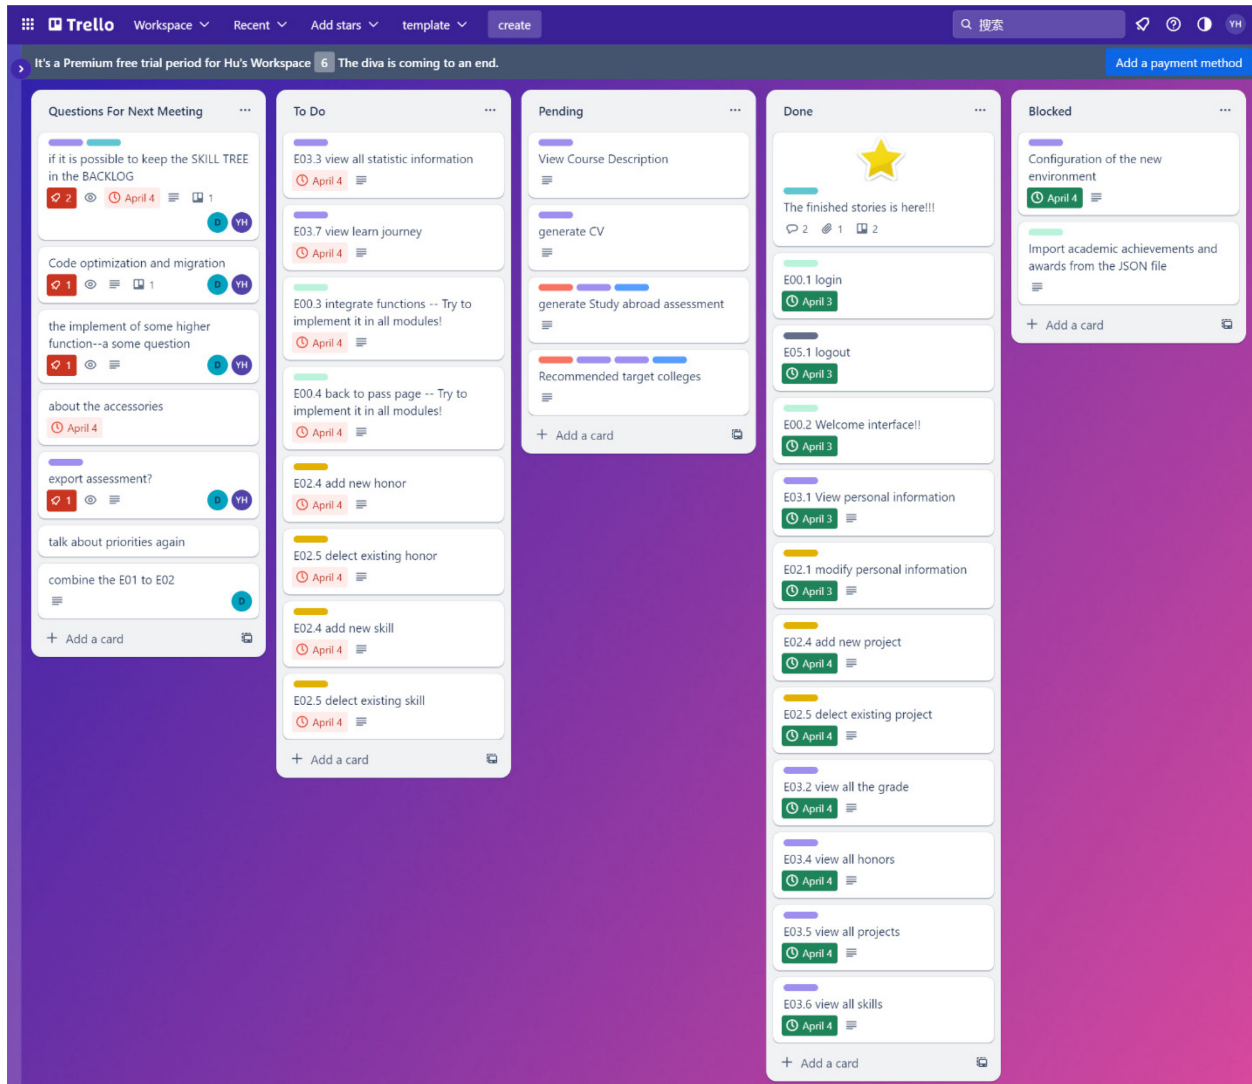 Trello Workspace Recent Add stars template create 搜索 YH
It's a Premium free trial period for Hu's Workspace 6 The diva is coming to an end. Add a payment method
Questions For Next Meeting
if it is possible to keep the SKILL TREE
in the BACKLOG
2 April 4 1
D YH
Code optimization and migration
1 1 D YH
the implement of some higher
function--a some question
1 D YH
about the accessories
April 4
export assessment?
1 D YH
talk about priorities again
combine the E01 to E02
D
+ Add a card
To Do
E03.3 view all statistic information
April 4
E03.7 view learn journey
April 4
E00.3 integrate functions -- Try to
implement it in all modules!
April 4
E00.4 back to pass page -- Try to
implement it in all modules!
April 4
E02.4 add new honor
April 4
E02.5 delect existing honor
April 4
E02.4 add new skill
April 4
E02.5 delect existing skill
April 4
+ Add a card
Pending
View Course Description
generate CV
generate Study abroad assessment
Recommended target colleges
+ Add a card
Done
The finished stories is here!!!
2 1 2
E00.1 login
April 3
E05.1 logout
April 3
E00.2 Welcome interface!!
April 3
E03.1 View personal information
April 3
E02.1 modify personal information
April 3
E02.4 add new project
April 4
E02.5 delect existing project
April 4
E03.2 view all the grade
April 4
E03.4 view all honors
April 4
E03.5 view all projects
April 4
E03.6 view all skills
April 4
+ Add a card
Blocked
Configuration of the new
environment
April 4
Import academic achievements and
awards from the JSON file
+ Add a card